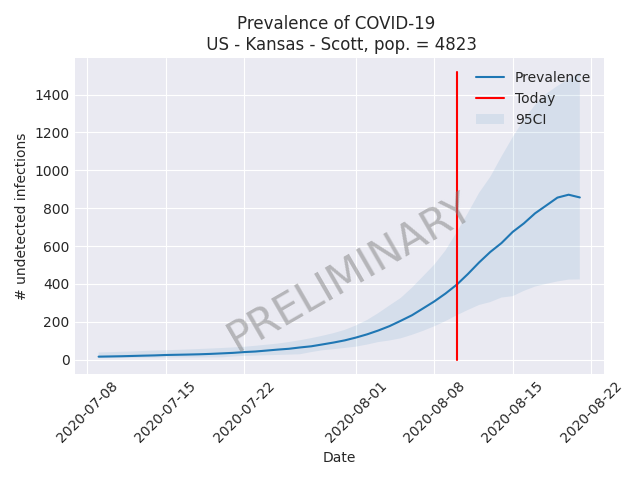 Prevalence of COVID-19
US - Kansas - Scott, pop. = 4823
Prevalence
Today
95CI
1400
1200
1000
800
600
400
200
0
# undetected infections
PRELIMINARY
2020-07-08
2020-07-15
2020-07-22
2020-08-01
2020-08-08
2020-08-15
2020-08-22
Date